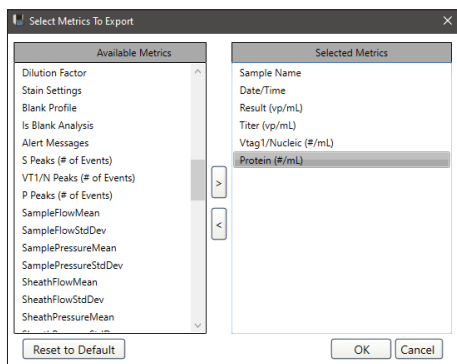 Select Metrics To Export
Available Metrics
Dilution Factor
Stain Settings
Blank Profile
Is Blank Analysis
Alert Messages
S Peaks (# of Events)
VT1/N Peaks (# of Events)
P Peaks (# of Events)
SampleFlowMean
SampleFlowStdDev
SamplePressureMean
SamplePressureStdDev
SheathFlowMean
SheathFlowStdDev
SheathPressureMean
>
<
Selected Metrics
Sample Name
Date/Time
Result (vp/mL)
Titer (vp/mL)
Vtag1/Nucleic (#/mL)
Protein (#/mL)
Reset to Default
OK
Cancel